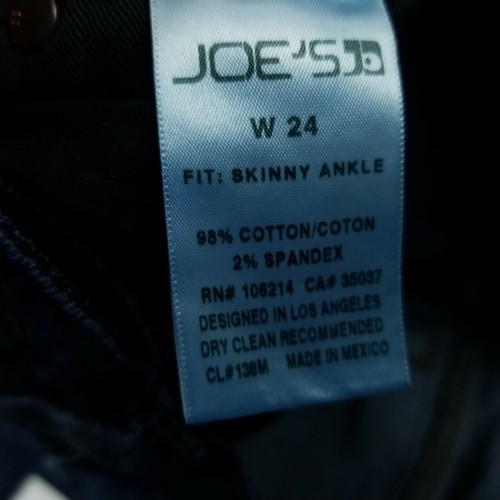 JOE'S
W 24
FIT: SKINNY ANKLE
98% COTTON/COTON
2% SPANDEX
RN# 106214 CA# 35037
DESIGNED IN LOS ANGELES
DRY CLEAN RECOMMENDED
CL#138M MADE IN MEXICO